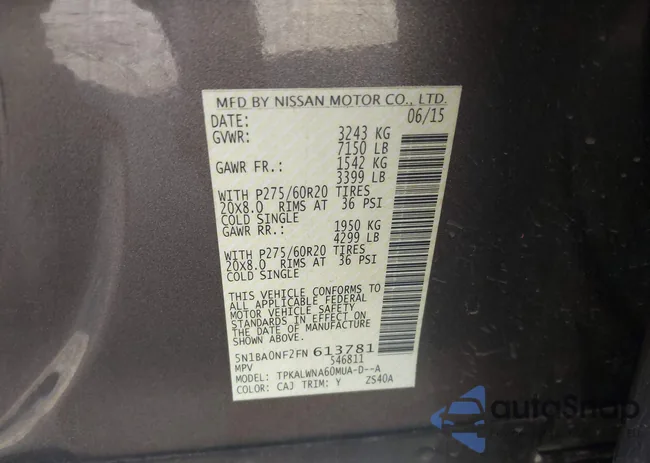 MFD BY NISSAN MOTOR CO., LTD.
DATE: 06/15
GVWR: 3243 KG
7150 LB
GAWR FR.: 1542 KG
3399 LB
WITH P275/60R20 TIRES
20X8.0 RIMS AT 36 PSI
COLD SINGLE
GAWR RR.: 1950 KG
4299 LB
WITH P275/60R20 TIRES
20X8.0 RIMS AT 36 PSI
COLD SINGLE
THIS VEHICLE CONFORMS TO
ALL APPLICABLE FEDERAL
MOTOR VEHICLE SAFETY
STANDARDS IN EFFECT ON
THE DATE OF MANUFACTURE
SHOWN ABOVE.
5N1BA0NF2FN613781
MPV 546811
MODEL: TPKALWNA60MUA-D--A
COLOR: CAJ TRIM: Y ZS40A
autoSnap